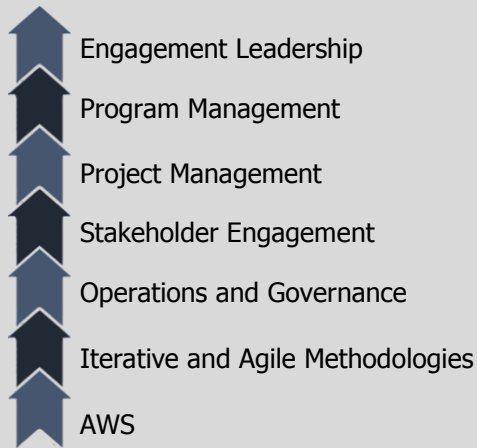 Engagement Leadership
Program Management
Project Management
Stakeholder Engagement
Operations and Governance
Iterative and Agile Methodologies
AWS